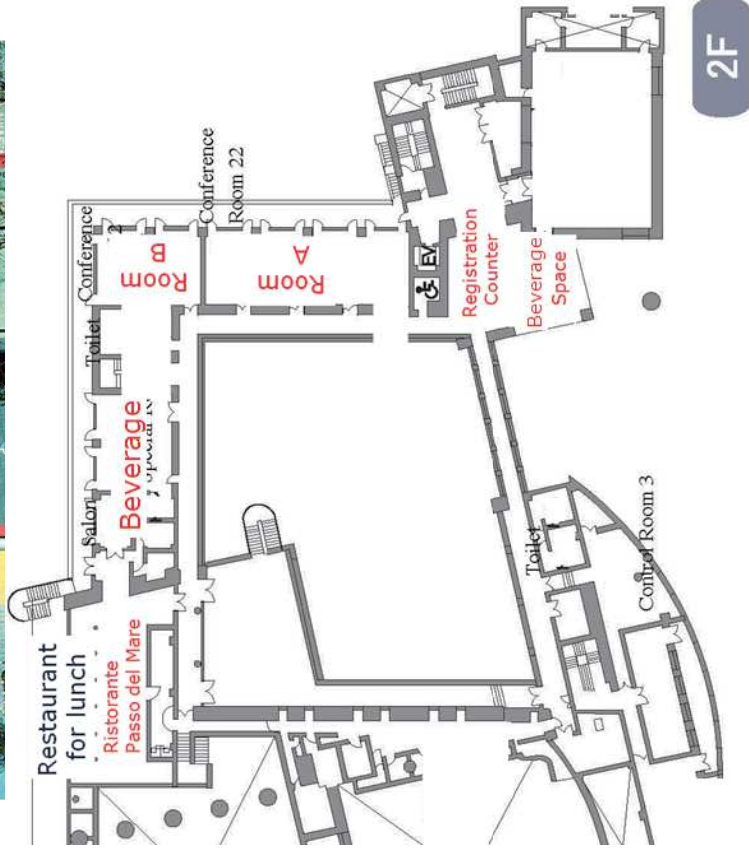 2F
Conference
Room 22
Conference
2
Room
B
Room
A
EV
Registration
Counter
Beverage
Space
Toilet
Beverage
Salon
Toilet
Control Room 3
Restaurant
for lunch
Ristorante
Passo del Mare